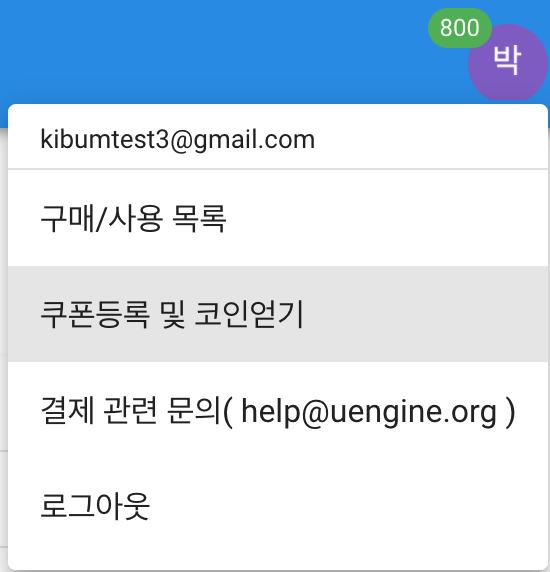 800
박
kibumtest3@gmail.com
구매/사용 목록
쿠폰등록 및 코인얻기
결제 관련 문의( help@uengine.org )
로그아웃